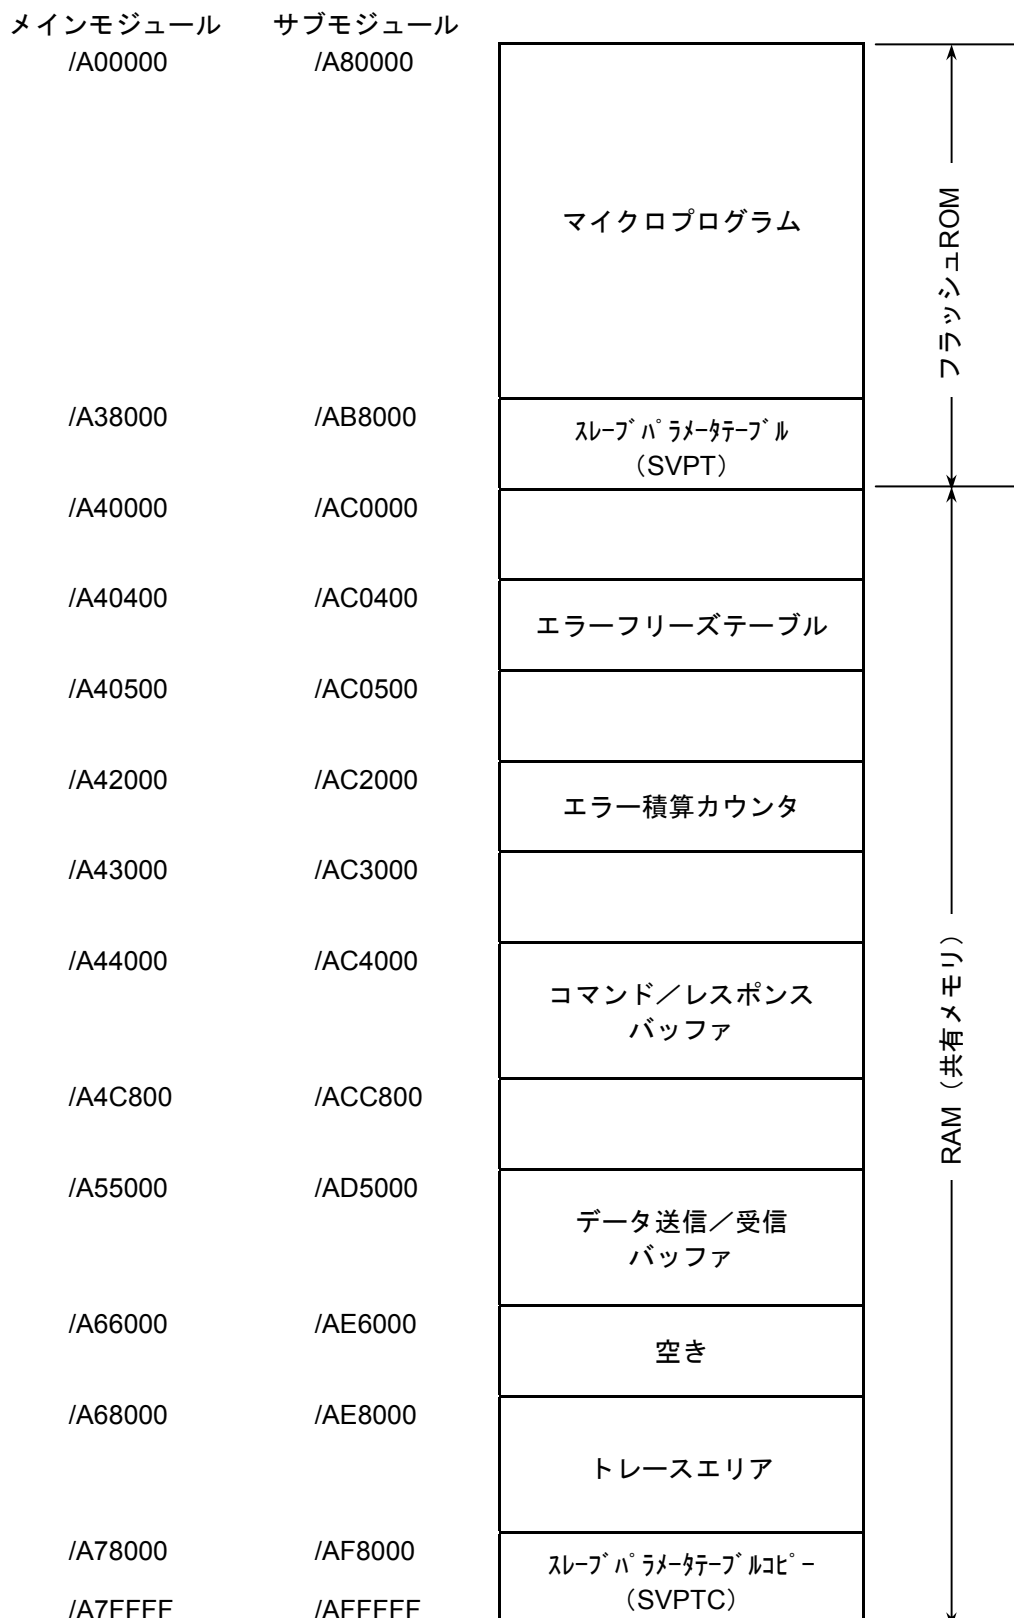 メインモジュール サブモジュール
/A00000 /A80000
マイクロプログラム
フラッシュROM
/A38000 /AB8000
ｽﾚｰﾌﾞﾊﾟﾗﾒｰﾀﾃｰﾌﾞﾙ
（SVPT）
/A40000 /AC0000
/A40400 /AC0400
エラーフリーズテーブル
/A40500 /AC0500
/A42000 /AC2000
エラー積算カウンタ
/A43000 /AC3000
/A44000 /AC4000
コマンド／レスポンス
バッファ
RAM（共有メモリ）
/A4C800 /ACC800
/A55000 /AD5000
データ送信／受信
バッファ
/A66000 /AE6000
空き
/A68000 /AE8000
トレースエリア
/A78000 /AF8000
ｽﾚｰﾌﾞﾊﾟﾗﾒｰﾀﾃｰﾌﾞﾙｺﾋﾟｰ
（SVPTC）
/A7FFFF /AFFFFF